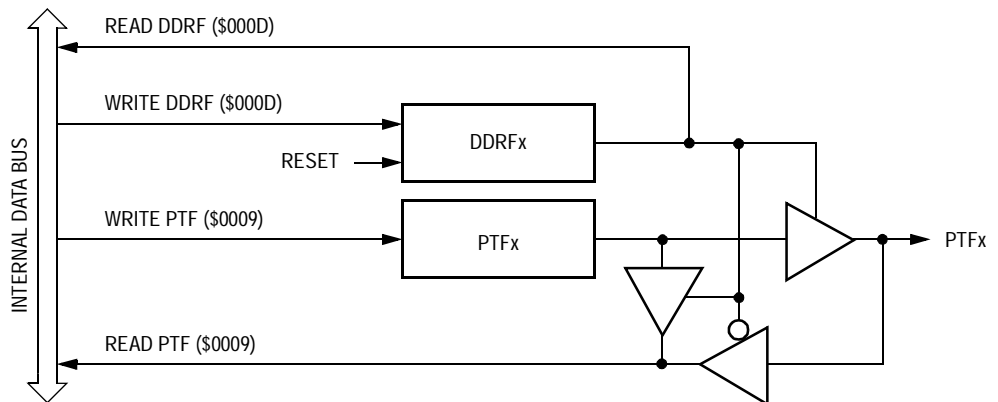 READ DDRF ($000D)
WRITE DDRF ($000D)
DDRFx
RESET
INTERNAL DATA BUS
WRITE PTF ($0009)
PTFx
PTFx
READ PTF ($0009)